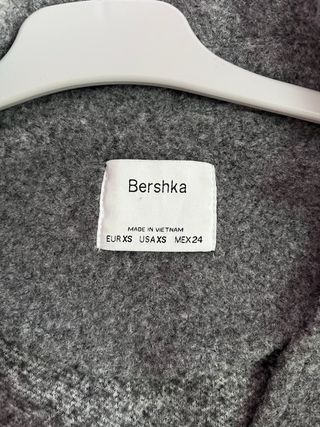 Bershka
MADE IN VIETNAM
EUR XS USA XS MEX 24